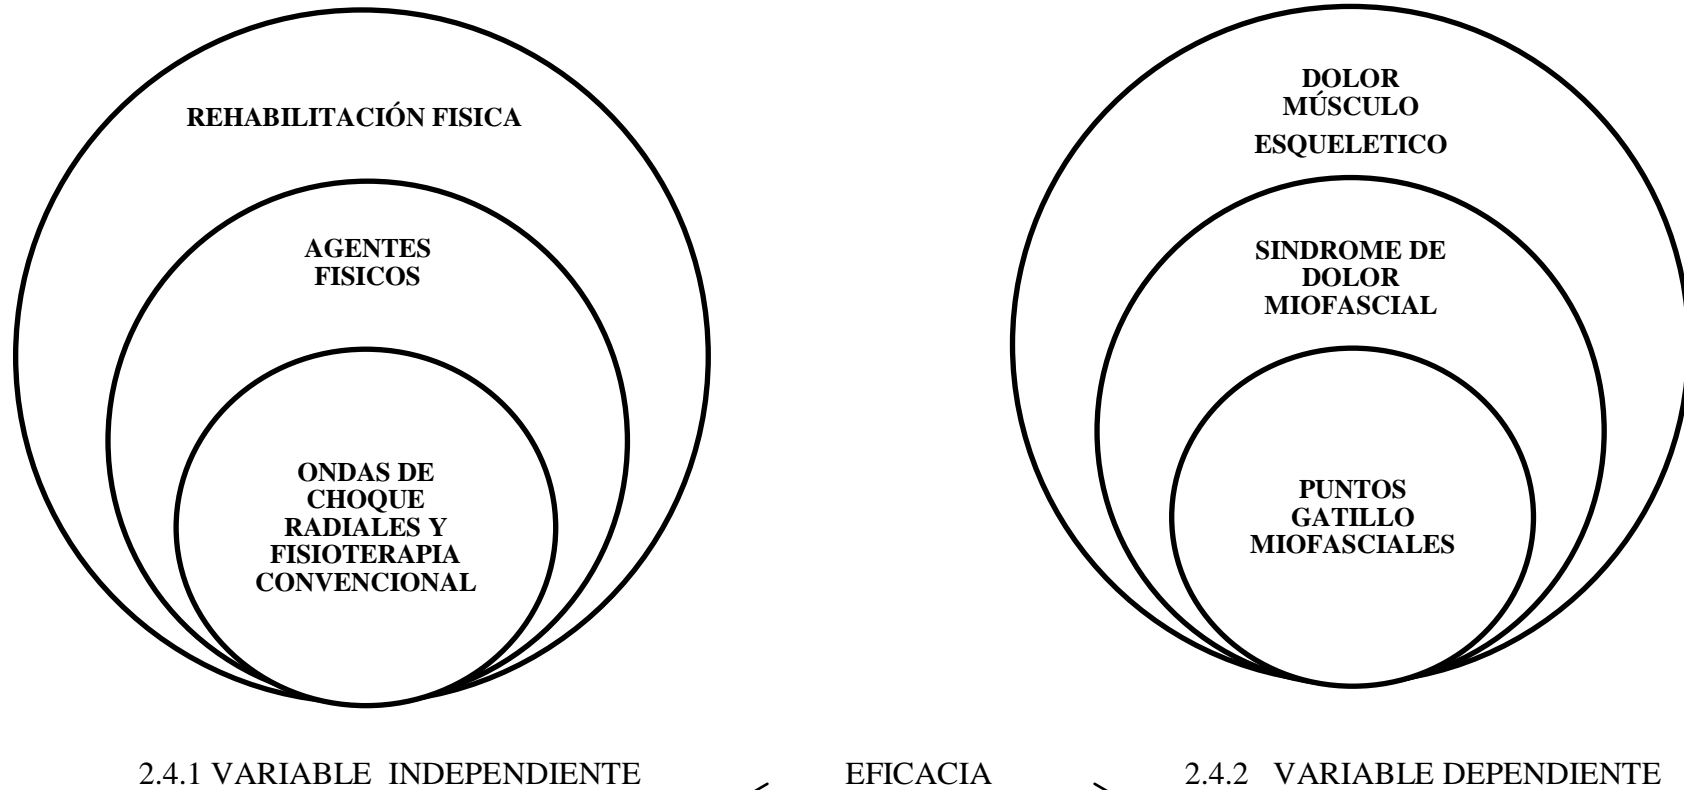 REHABILITACIÓN FISICA
AGENTES
FISICOS
ONDAS DE
CHOQUE
RADIALES Y
FISIOTERAPIA
CONVENCIONAL
DOLOR
MÚSCULO
ESQUELETICO
SINDROME DE
DOLOR
MIOFASCIAL
PUNTOS
GATILLO
MIOFASCIALES
2.4.1 VARIABLE INDEPENDIENTE
EFICACIA
2.4.2 VARIABLE DEPENDIENTE